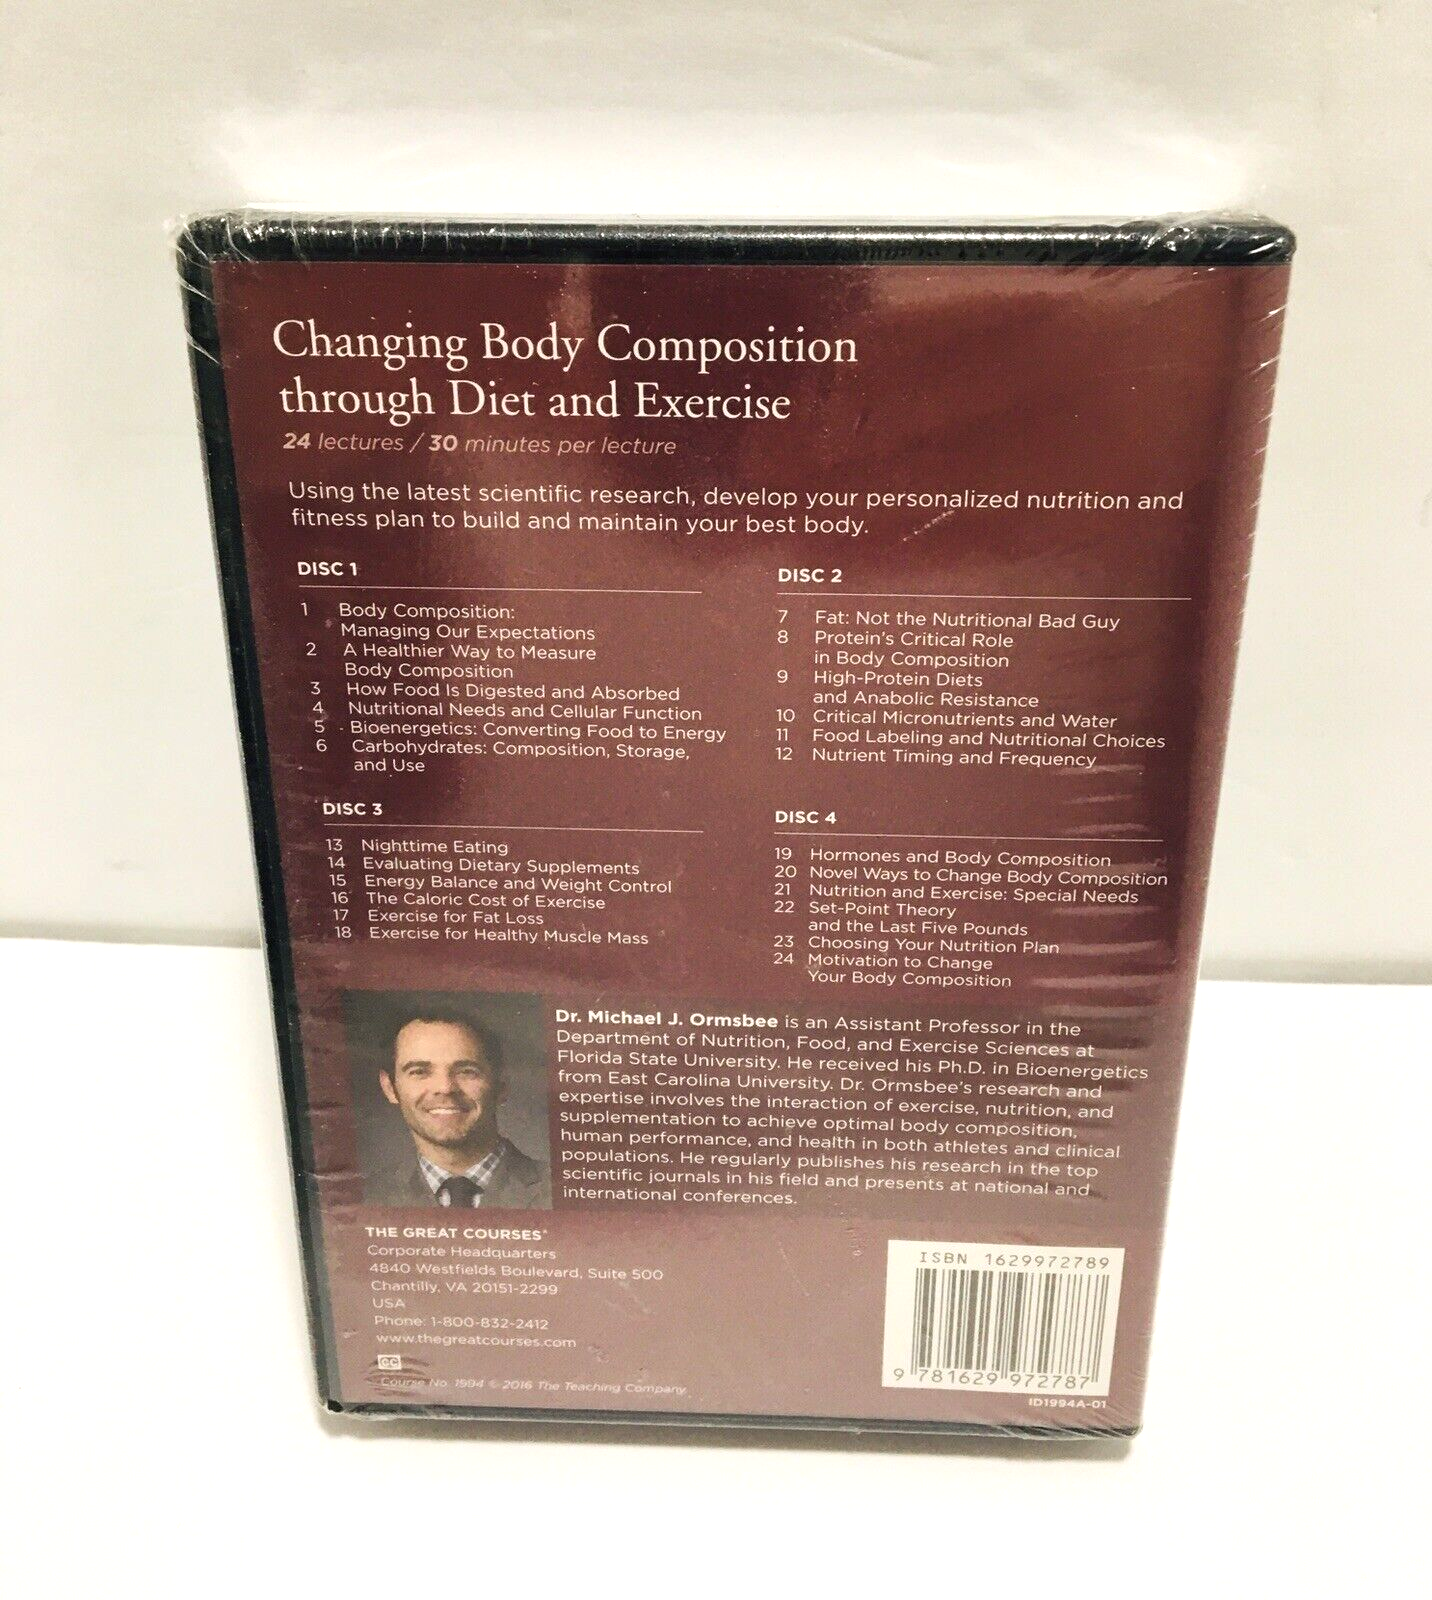 Changing Body Composition
through Diet and Exercise
24 lectures / 30 minutes per lecture
Using the latest scientific research, develop your personalized nutrition and
fitness plan to build and maintain your best body.
DISC 1
1 Body Composition:
Managing Our Expectations
2 A Healthier Way to Measure
Body Composition
3 How Food Is Digested and Absorbed
4 Nutritional Needs and Cellular Function
5 Bioenergetics: Converting Food to Energy
6 Carbohydrates: Composition, Storage,
and Use
DISC 2
7 Fat: Not the Nutritional Bad Guy
8 Protein's Critical Role
in Body Composition
9 High-Protein Diets
and Anabolic Resistance
10 Critical Micronutrients and Water
11 Food Labeling and Nutritional Choices
12 Nutrient Timing and Frequency
DISC 3
13 Nighttime Eating
14 Evaluating Dietary Supplements
15 Energy Balance and Weight Control
16 The Caloric Cost of Exercise
17 Exercise for Fat Loss
18 Exercise for Healthy Muscle Mass
DISC 4
19 Hormones and Body Composition
20 Novel Ways to Change Body Composition
21 Nutrition and Exercise: Special Needs
22 Set-Point Theory
and the Last Five Pounds
23 Choosing Your Nutrition Plan
24 Motivation to Change
Your Body Composition
Dr. Michael J. Ormsbee is an Assistant Professor in the
Department of Nutrition, Food, and Exercise Sciences at
Florida State University. He received his Ph.D. in Bioenergetics
from East Carolina University. Dr. Ormsbee's research and
expertise involves the interaction of exercise, nutrition, and
supplementation to achieve optimal body composition,
human performance, and health in both athletes and clinical
populations. He regularly publishes his research in the top
scientific journals in his field and presents at national and
international conferences.
THE GREAT COURSES®
Corporate Headquarters
4840 Westfields Boulevard, Suite 500
Chantilly, VA 20151-2299
USA
Phone: 1-800-832-2412
www.thegreatcourses.com
CC
Course No. 1994 © 2016 The Teaching Company
ISBN 1629972789
9 781629 972787
ID1994A-01